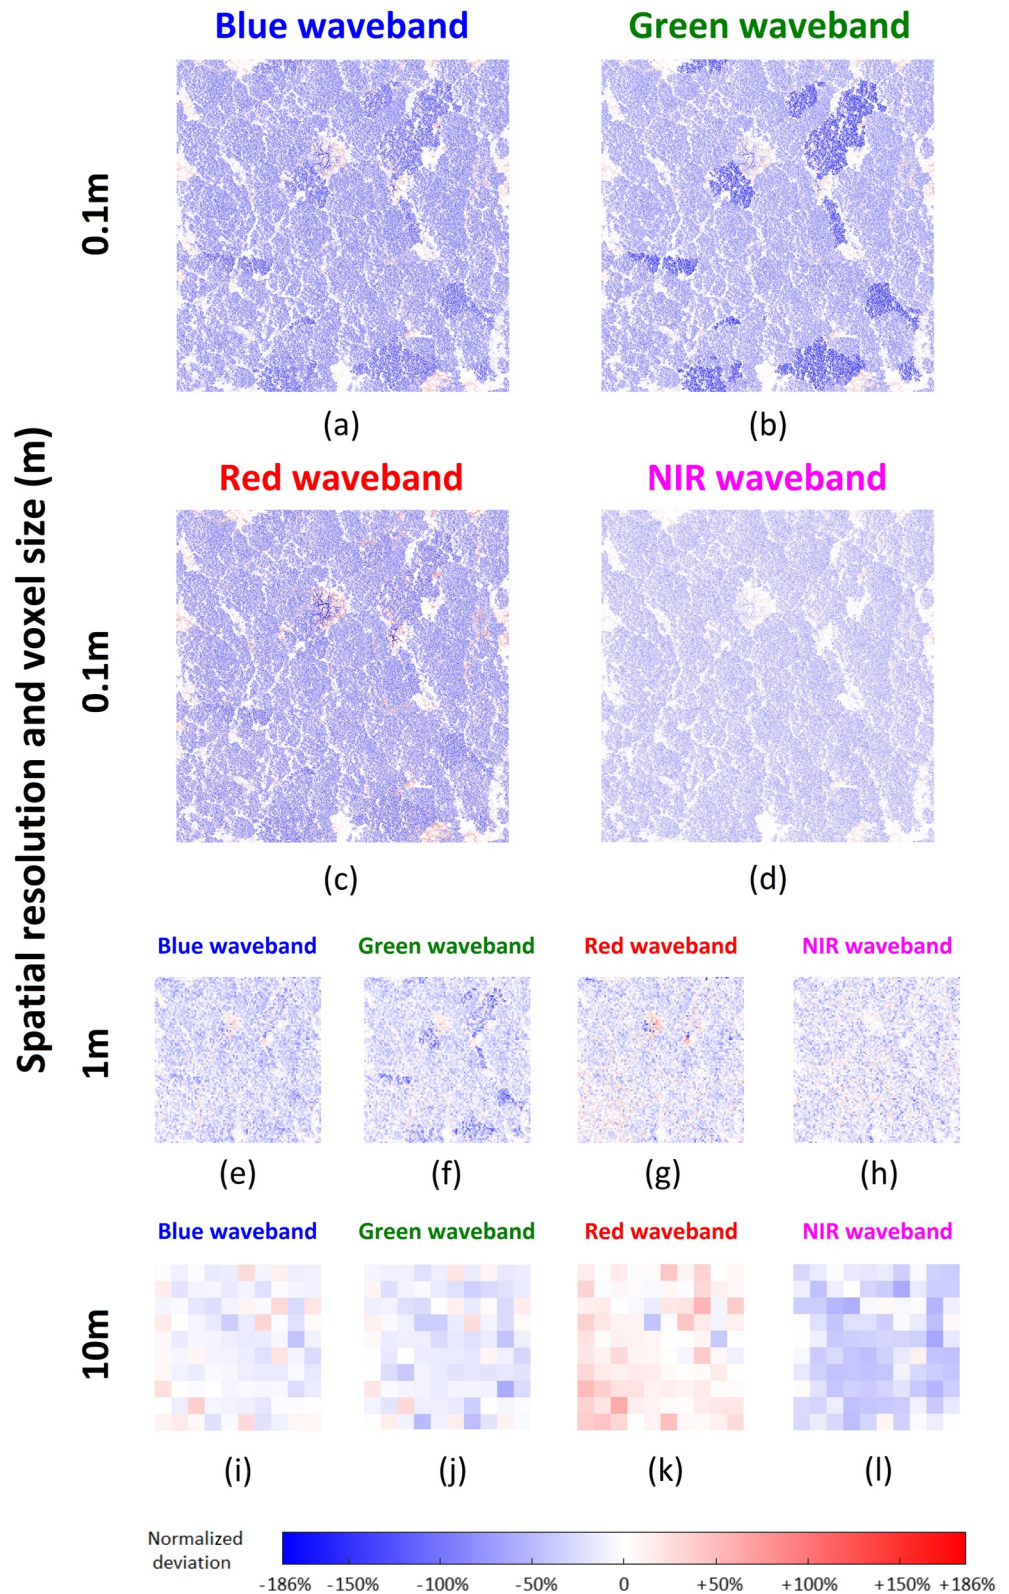 Blue waveband
Green waveband
0.1m
(a)
(b)
Red waveband
NIR waveband
Spatial resolution and voxel size (m)
0.1m
(c)
(d)
Blue waveband
Green waveband
Red waveband
NIR waveband
1m
(e)
(f)
(g)
(h)
Blue waveband
Green waveband
Red waveband
NIR waveband
10m
(i)
(j)
(k)
(l)
Normalized
deviation
-186% -150% -100% -50% 0 +50% +100% +150% +186%